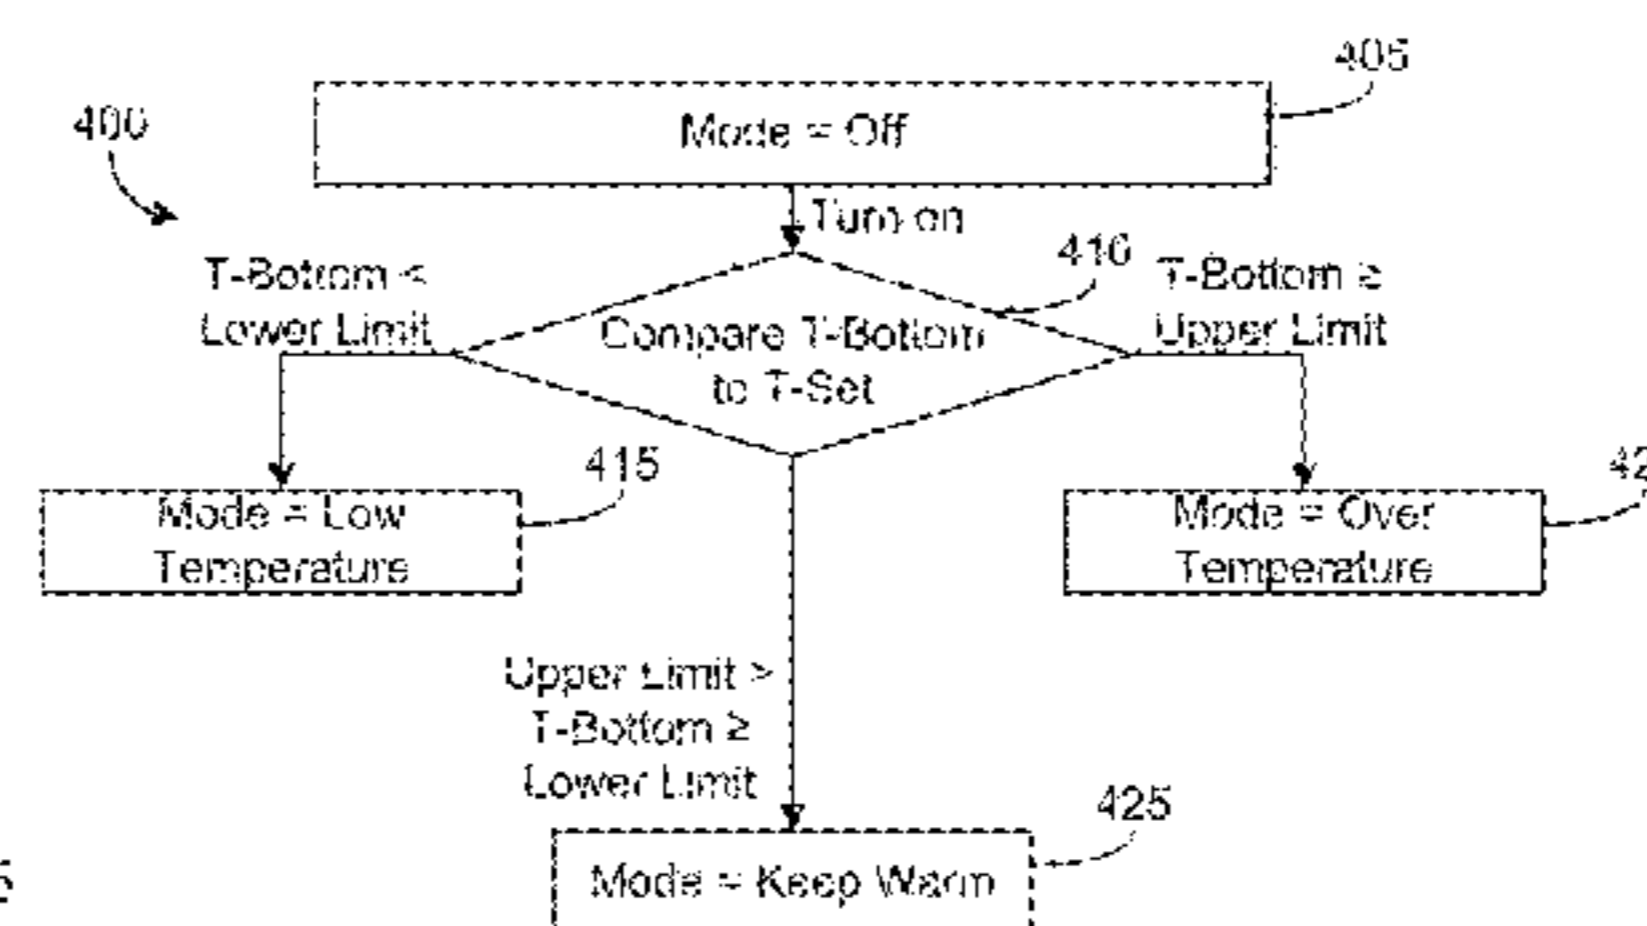 405
400
Mode = Off
Turn on
410
T-Bottom <
Lower Limit
T-Bottom ≥
Upper Limit
Compare T-Bottom
to T-Set
415
Mode = Low
Temperature
Mode = Over
Temperature
Upper Limit >
T-Bottom ≥
Lower Limit
425
Mode = Keep Warm